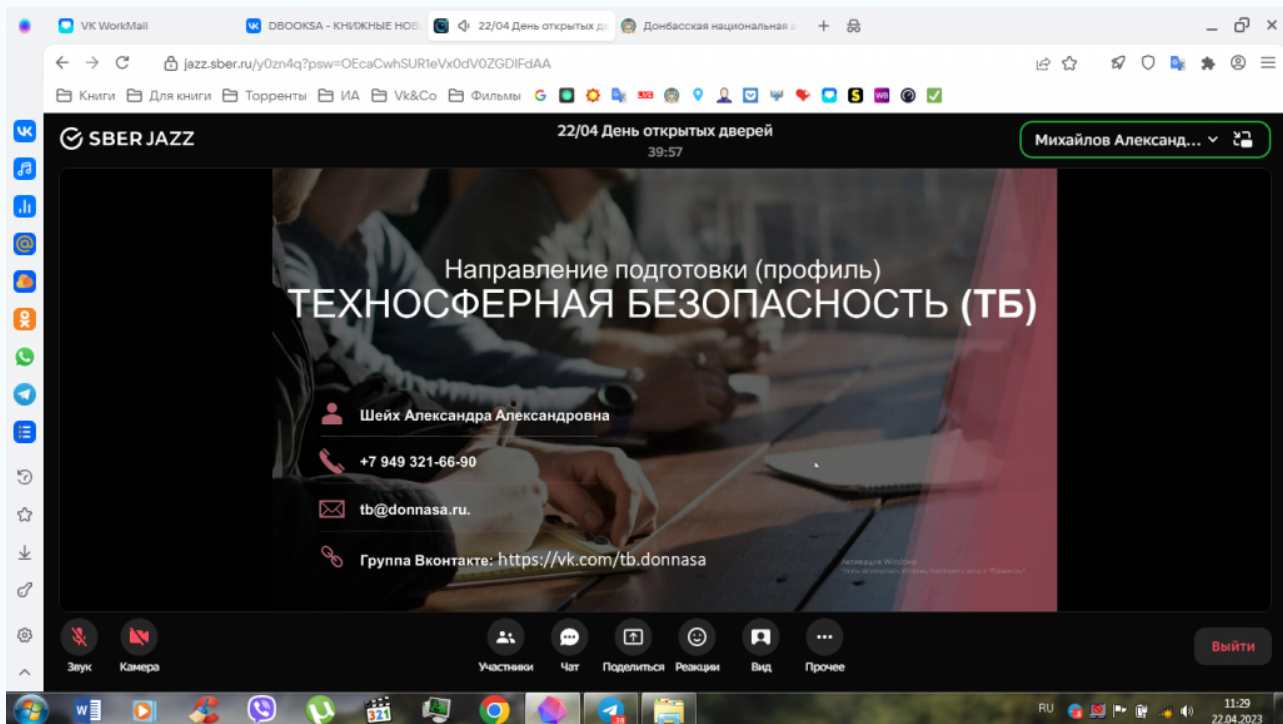 VK WorkMail
DBOOKSA - КНИЖНЫЕ НОВ
22/04 День открытых д
Донбасская национальная
jazz.sber.ru/y0zn4q?psw=OEcaCwhSUR1eVx0dV0ZGDIFdAA
Книги Для книги Торренты ИА Vk&Co Фильмы
SBER JAZZ
22/04 День открытых дверей
39:57
Михайлов Александ...
Направление подготовки (профиль)
ТЕХНОСФЕРНАЯ БЕЗОПАСНОСТЬ (ТБ)
Шейх Александра Александровна
+7 949 321-66-90
tb@donnasa.ru.
Группа Вконтакте: https://vk.com/tb.donnasa
Активация Windows
Звук Камера Участники Чат Поделиться Реакции Вид Прочее Выйти
RU
11:29
22.04.2023